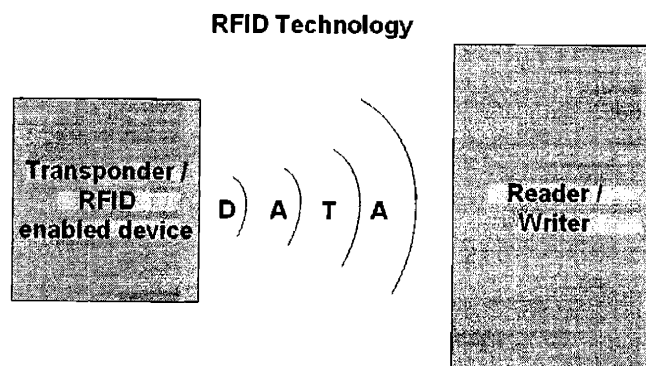 RFID Technology
Transponder /
RFID
enabled device
D A T A
Reader /
Writer